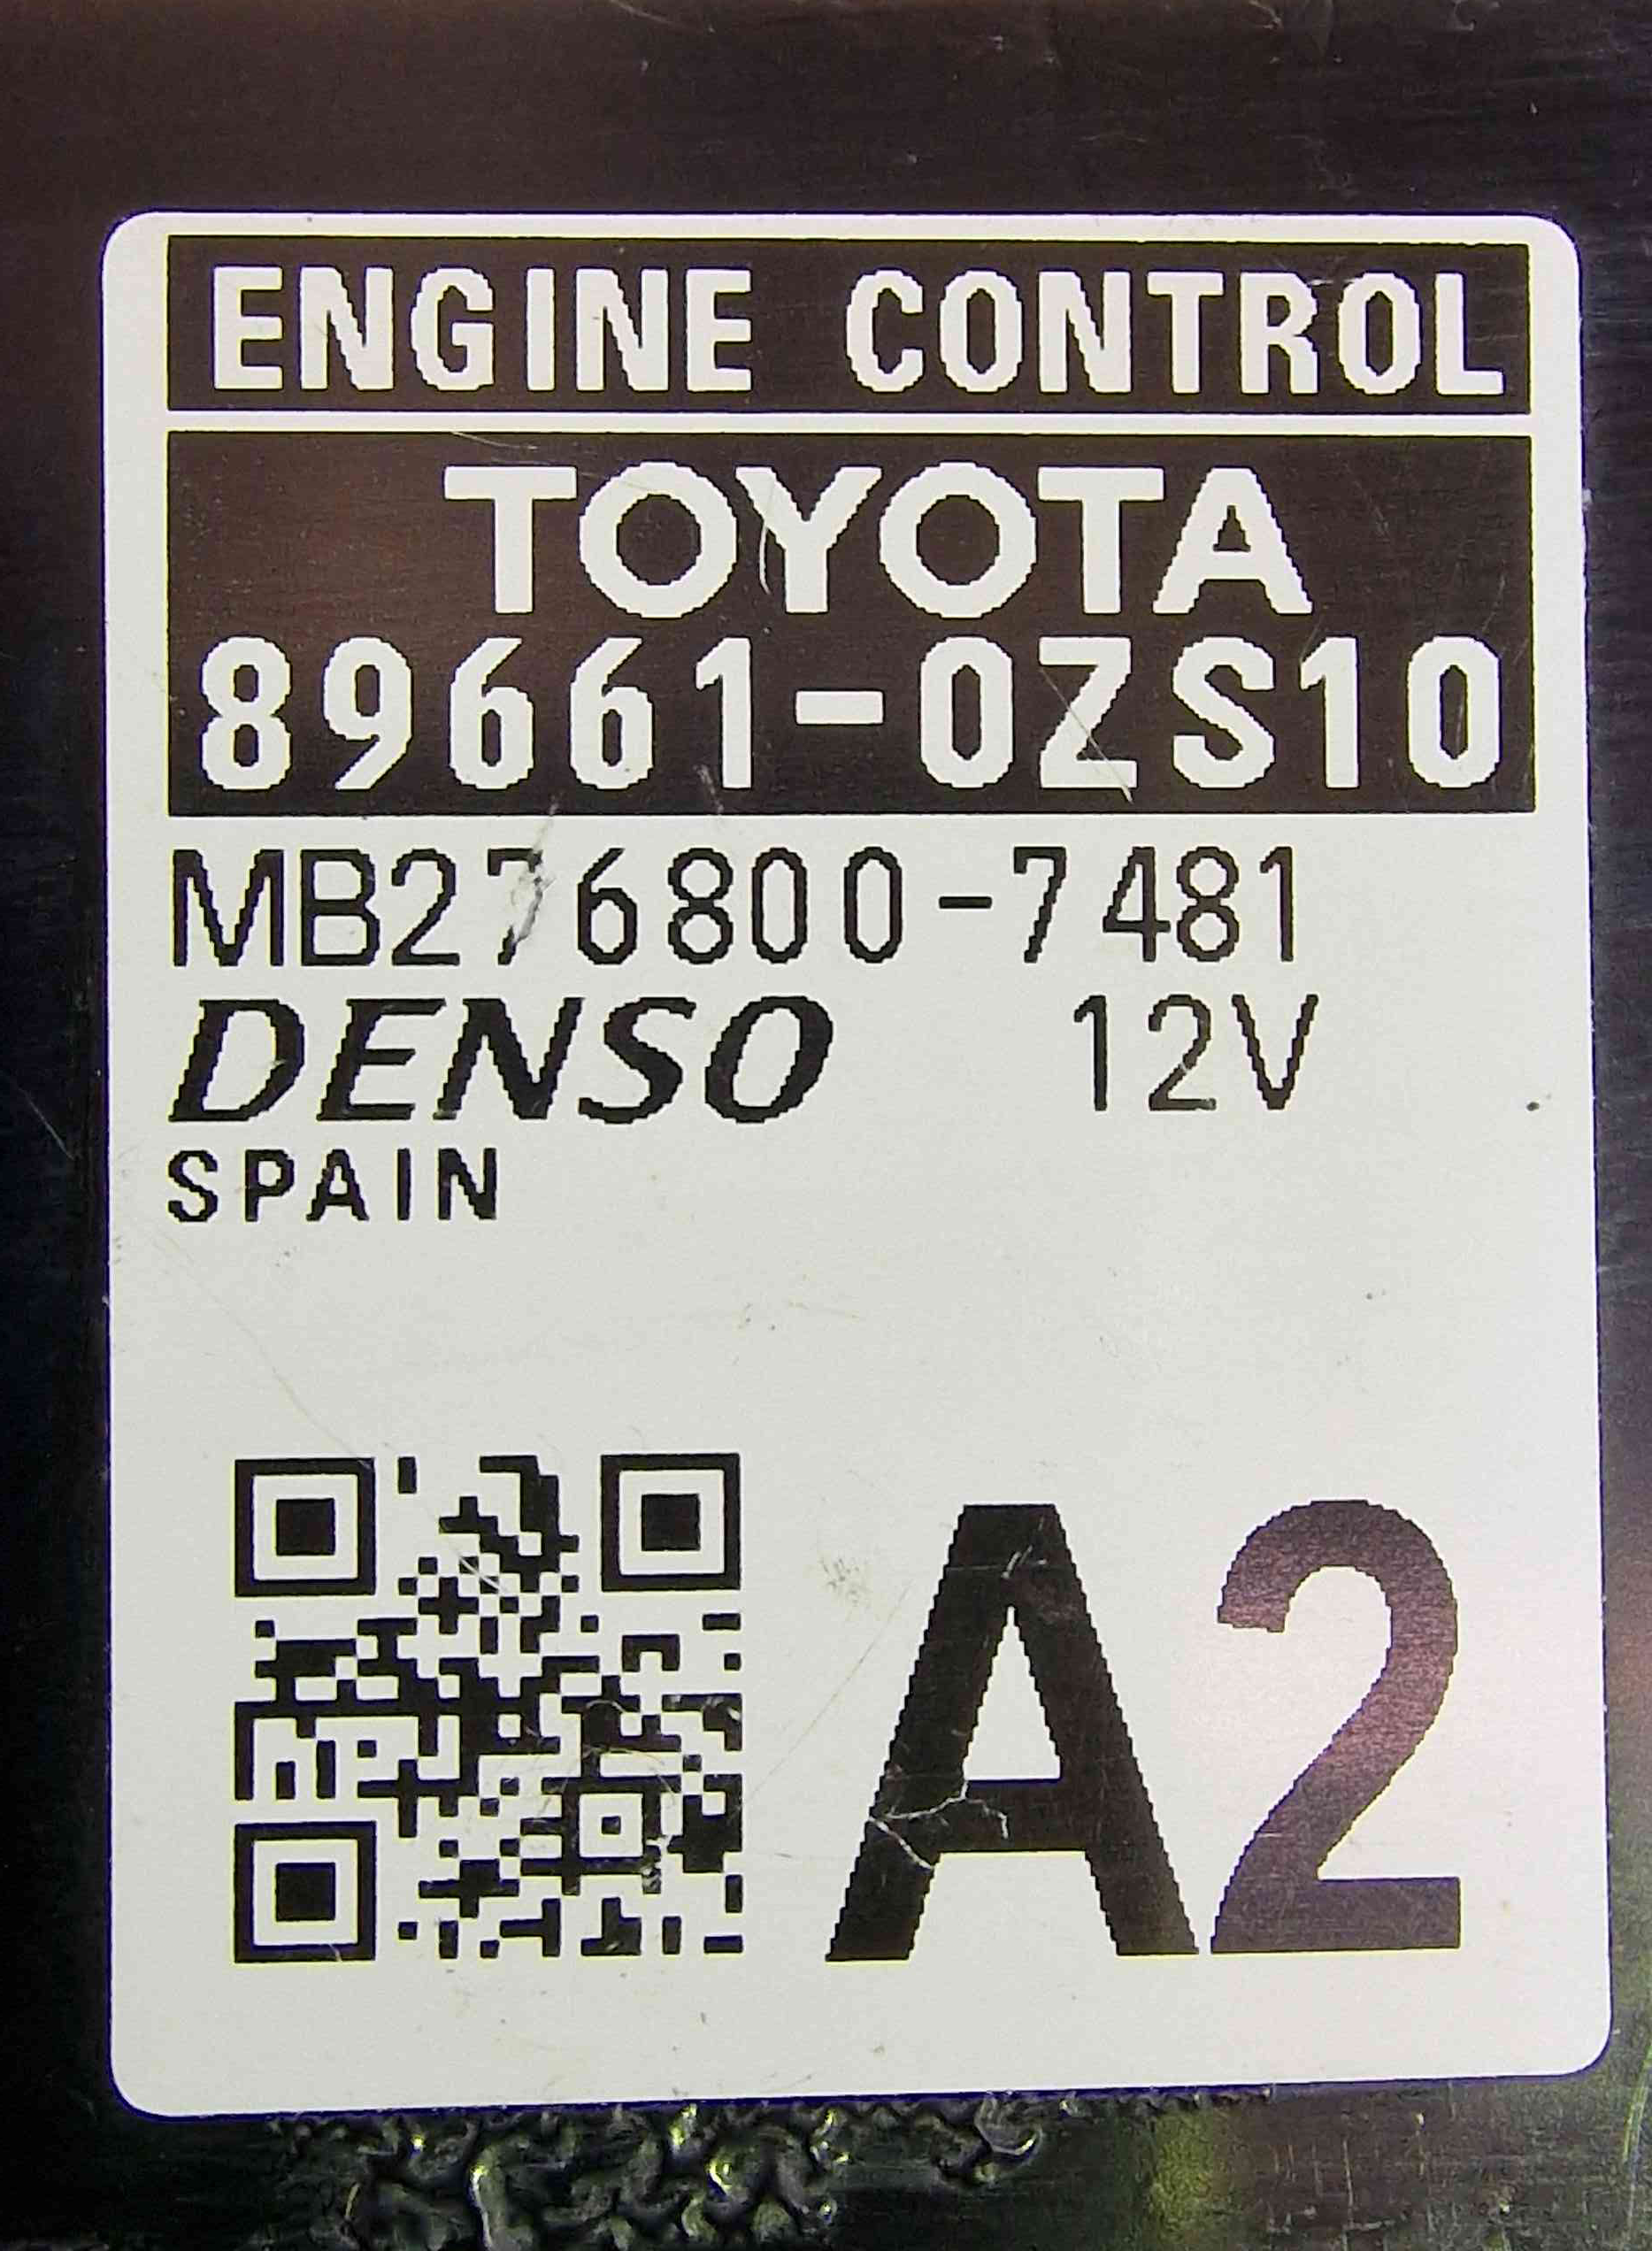 ENGINE CONTROL
TOYOTA
89661-0ZS10
MB276800-7481
DENSO 12V
SPAIN
A2